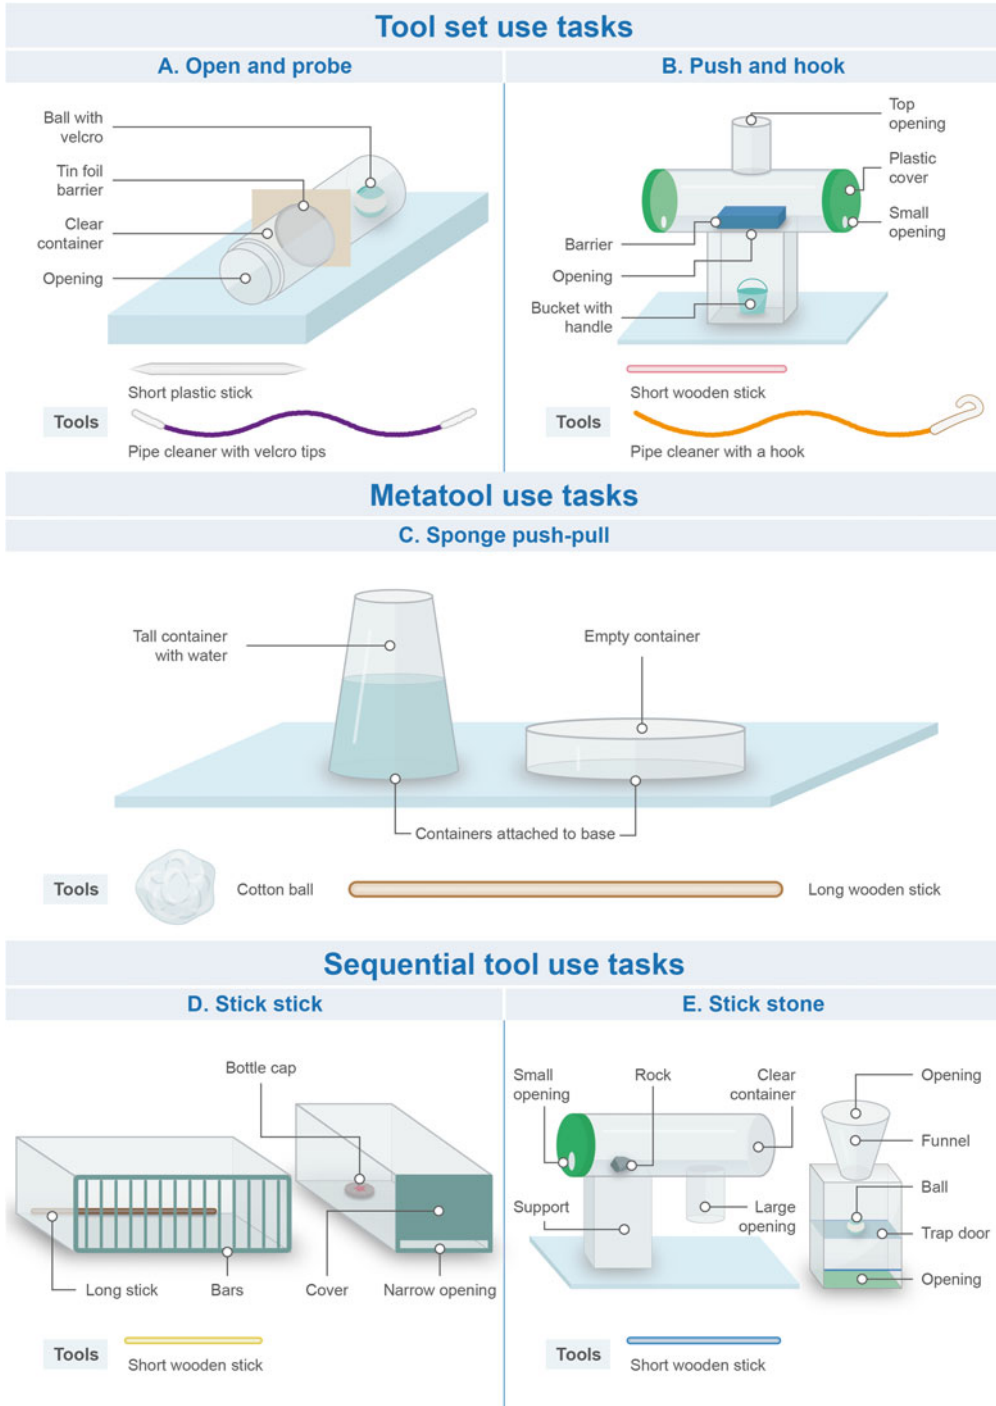 Tool set use tasks
A. Open and probe
Ball with
velcro
Tin foil
barrier
Clear
container
Opening
Short plastic stick
Tools
Pipe cleaner with velcro tips
B. Push and hook
Top
opening
Plastic
cover
Small
opening
Barrier
Opening
Bucket with
handle
Short wooden stick
Tools
Pipe cleaner with a hook
Metatool use tasks
C. Sponge push-pull
Tall container
with water
Empty container
Containers attached to base
Tools
Cotton ball
Long wooden stick
Sequential tool use tasks
D. Stick stick
Bottle cap
Long stick
Bars
Cover
Narrow opening
Tools
Short wooden stick
E. Stick stone
Small
opening
Rock
Clear
container
Support
Large
opening
Opening
Funnel
Ball
Trap door
Opening
Tools
Short wooden stick